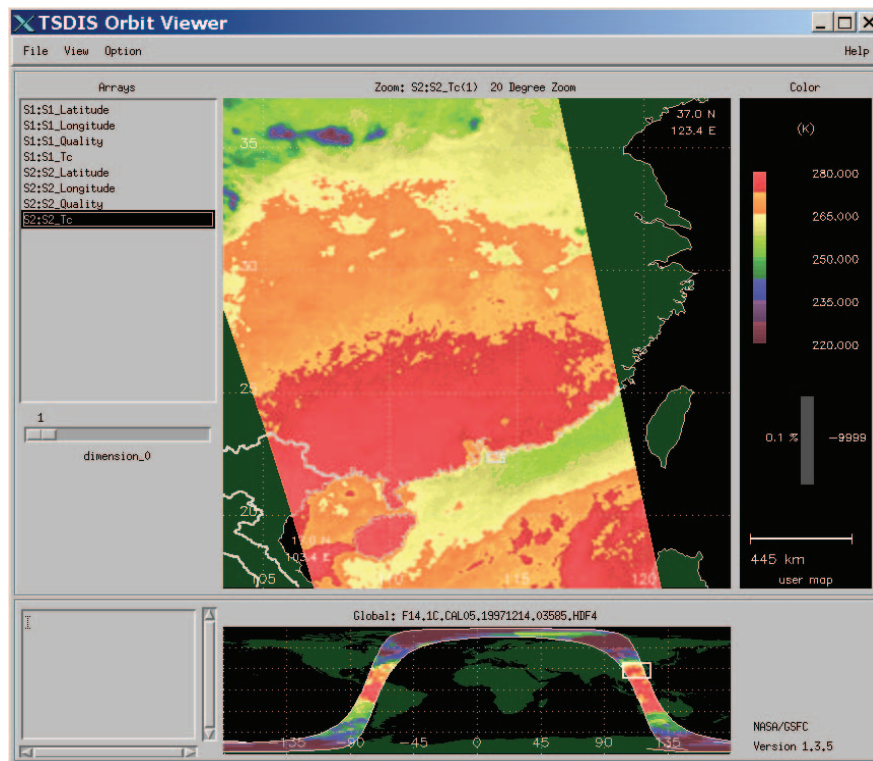 TSDIS Orbit Viewer
File View Option Help
Arrays
S1:S1_Latitude
S1:S1_Longitude
S1:S1_Quality
S1:S1_Tc
S2:S2_Latitude
S2:S2_Longitude
S2:S2_Quality
S2:S2_Tc
1
dimension_0
Zoom: S2:S2_Tc(1) 20 Degree Zoom
37.0 N
123.4 E
35
30
25
20
103.4 E
105
110
115
120
Color
(K)
280.000
265.000
250.000
235.000
220.000
0.1 % -9999
445 km
user map
Global: F14.1C.CAL05.19971214.03585.HDF4
-135 -90 -45 0 45 90 135
NASA/GSFC
Version 1.3.5